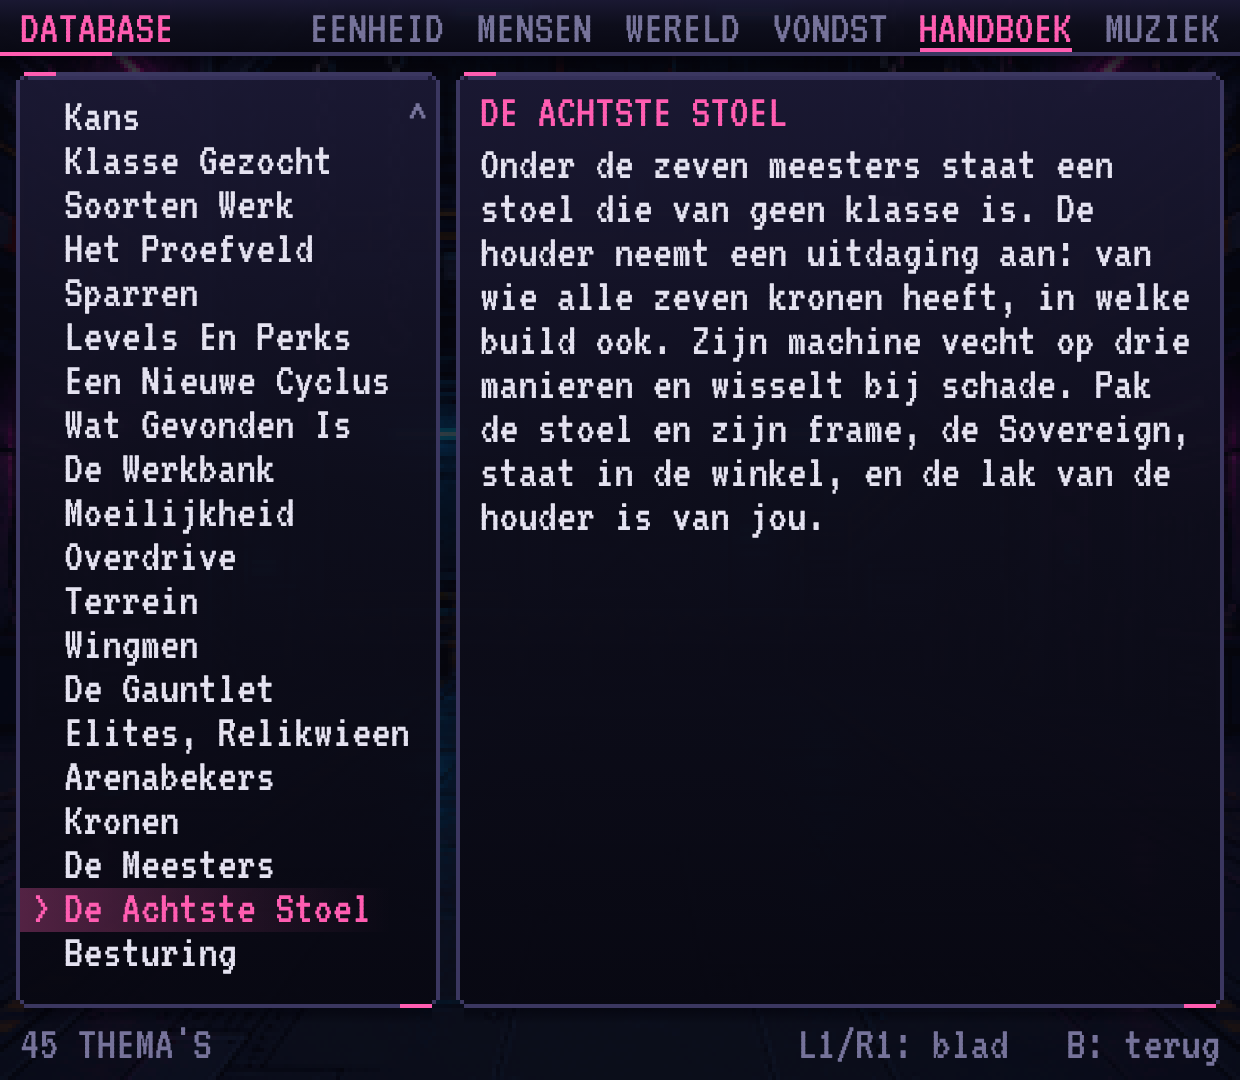 DATABASE EENHEID MENSEN WERELD VONDST HANDBOEK MUZIEK
Kans ^
Klasse Gezocht
Soorten Werk
Het Proefveld
Sparren
Levels En Perks
Een Nieuwe Cyclus
Wat Gevonden Is
De Werkbank
Moeilijkheid
Overdrive
Terrein
Wingmen
De Gauntlet
Elites, Relikwieen
Arenabekers
Kronen
De Meesters
> De Achtste Stoel
Besturing
DE ACHTSTE STOEL
Onder de zeven meesters staat een
stoel die van geen klasse is. De
houder neemt een uitdaging aan: van
wie alle zeven kronen heeft, in welke
build ook. Zijn machine vecht op drie
manieren en wisselt bij schade. Pak
de stoel en zijn frame, de Sovereign,
staat in de winkel, en de lak van de
houder is van jou.
45 THEMA'S L1/R1: blad B: terug